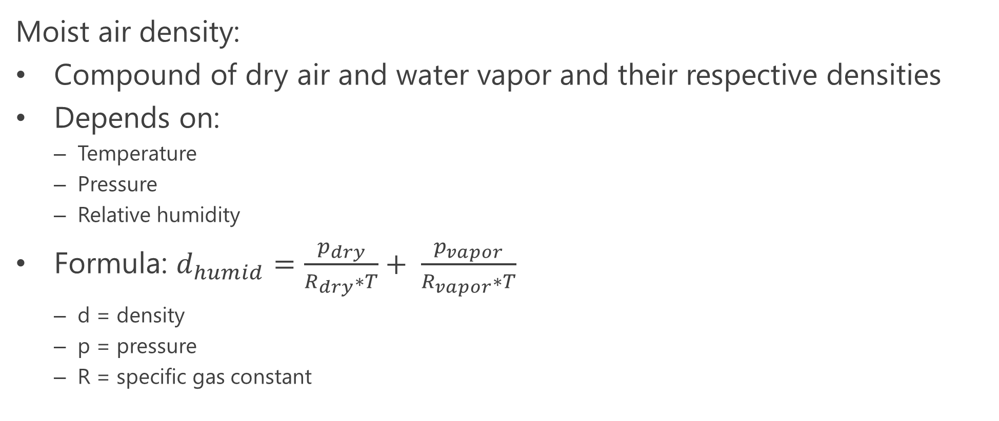 Moist air density:
• Compound of dry air and water vapor and their respective densities
• Depends on:
– Temperature
– Pressure
– Relative humidity
• Formula: $d_{humid} = \frac{p_{dry}}{R_{dry}*T} + \frac{p_{vapor}}{R_{vapor}*T}$
– d = density
– p = pressure
– R = specific gas constant